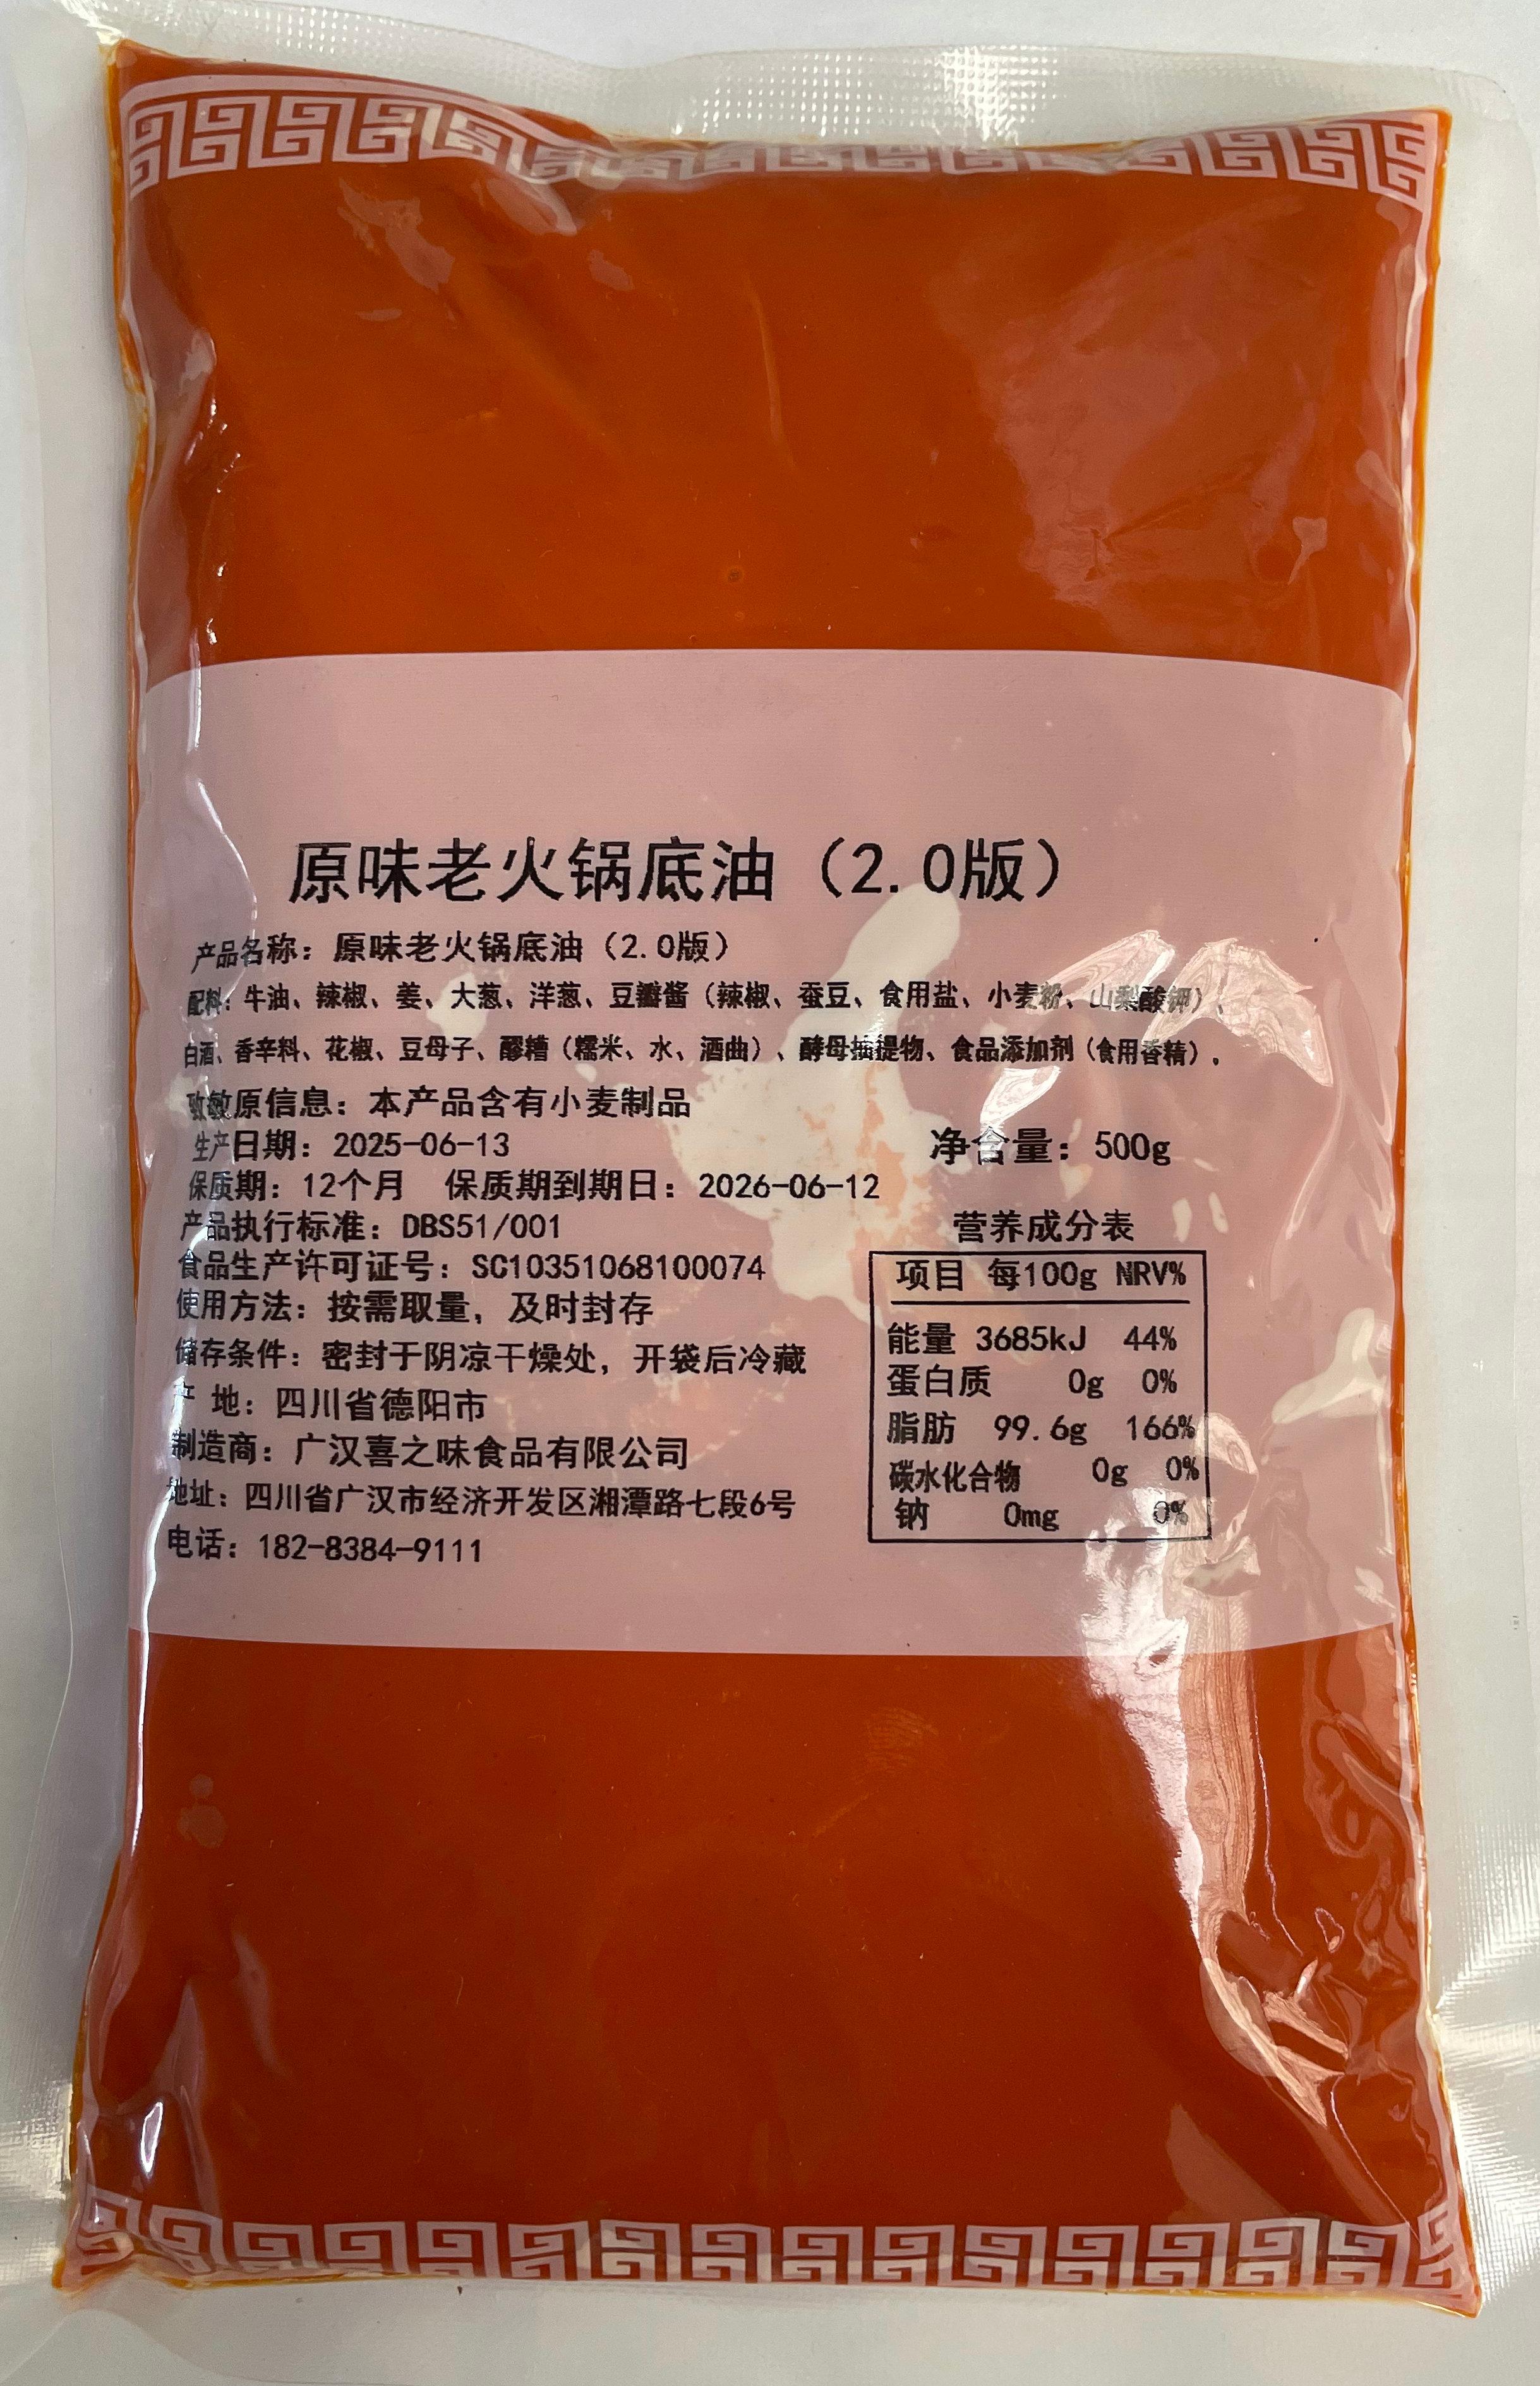 原味老火锅底油（2.0版）
产品名称：原味老火锅底油（2.0版）
配料：牛油、辣椒、姜、大葱、洋葱、豆瓣酱（辣椒、蚕豆、食用盐、小麦粉、山梨酸钾）、
白酒、香辛料、花椒、豆母子、醪糟（糯米、水、酒曲）、酵母抽提物、食品添加剂（食用香精）。
致敏原信息：本产品含有小麦制品
生产日期：2025-06-13
净含量：500g
保质期：12个月 保质期到期日：2026-06-12
产品执行标准：DBS51/001
食品生产许可证号：SC10351068100074
使用方法：按需取量，及时封存
储存条件：密封于阴凉干燥处，开袋后冷藏
产 地：四川省德阳市
制造商：广汉喜之味食品有限公司
地址：四川省广汉市经济开发区湘潭路七段6号
电话：182-8384-9111
营养成分表
项目 每100g NRV%
能量 3685kJ 44%
蛋白质 0g 0%
脂肪 99.6g 166%
碳水化合物 0g 0%
钠 0mg 0%